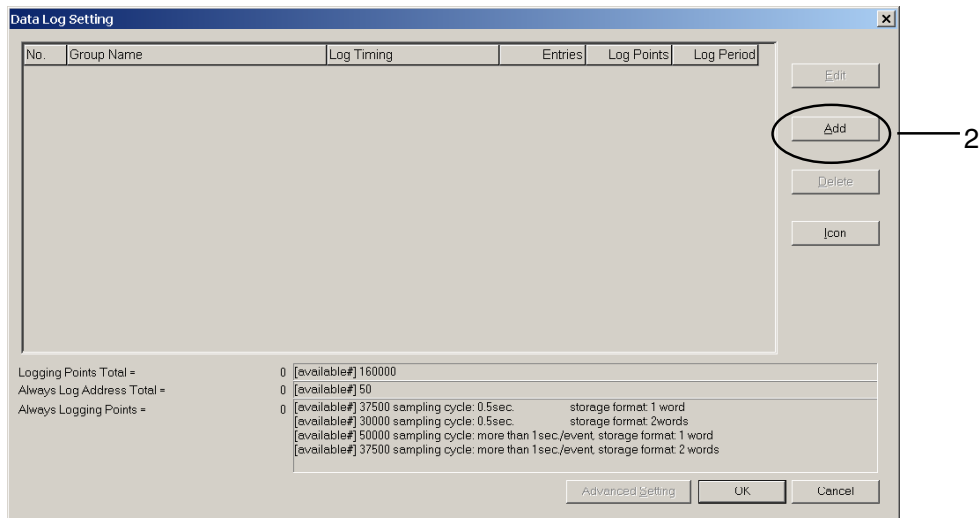 Data Log Setting
No. Group Name Log Timing Entries Log Points Log Period
Edit
Add
2
Delete
Icon
Logging Points Total = 0 [available#] 160000
Always Log Address Total = 0 [available#] 50
Always Logging Points = 0 [available#] 37500 sampling cycle: 0.5sec. storage format: 1 word
[available#] 30000 sampling cycle: 0.5sec. storage format: 2words
[available#] 50000 sampling cycle: more than 1sec./event, storage format: 1 word
[available#] 37500 sampling cycle: more than 1sec./event, storage format: 2 words
Advanced Setting OK Cancel